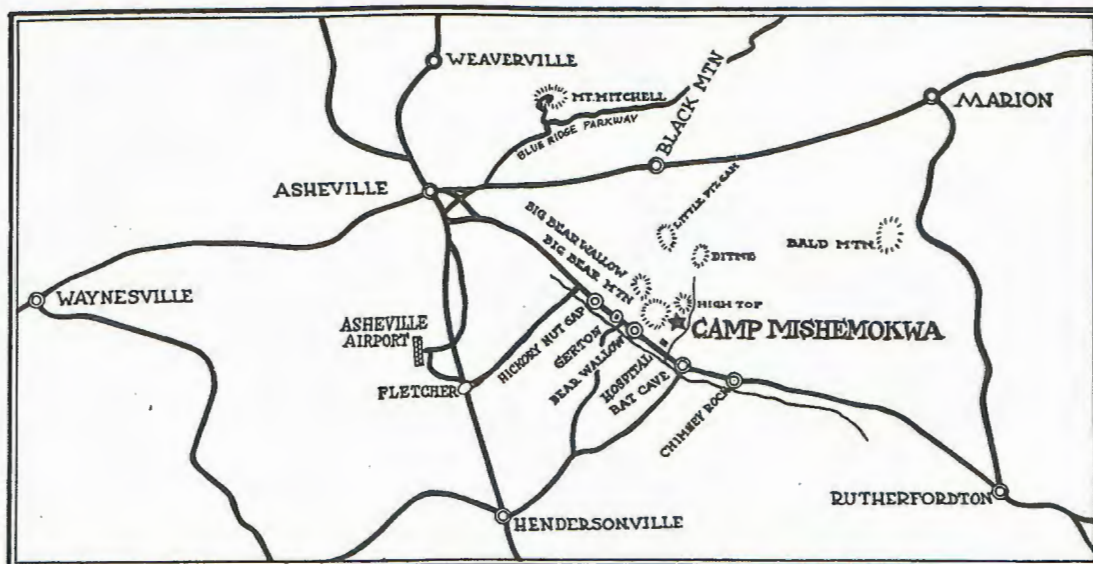 WEAVERVILLE
MT. MITCHELL
BLUE RIDGE PARKWAY
BLACK MTN
MARION
ASHEVILLE
LITTLE PIZGAH
BIG BEAR WALLOW
BIG BEAR MTN
DITNE
BALD MTN.
WAYNESVILLE
HIGH TOP
CAMP MISHEMOKWA
ASHEVILLE
AIRPORT
HICKORY NUT GAP
GERTON
BEAR WALLOW
HOSPITAL
BAT CAVE
CHIMNEY ROCK
FLETCHER
RUTHERFORDTON
HENDERSONVILLE